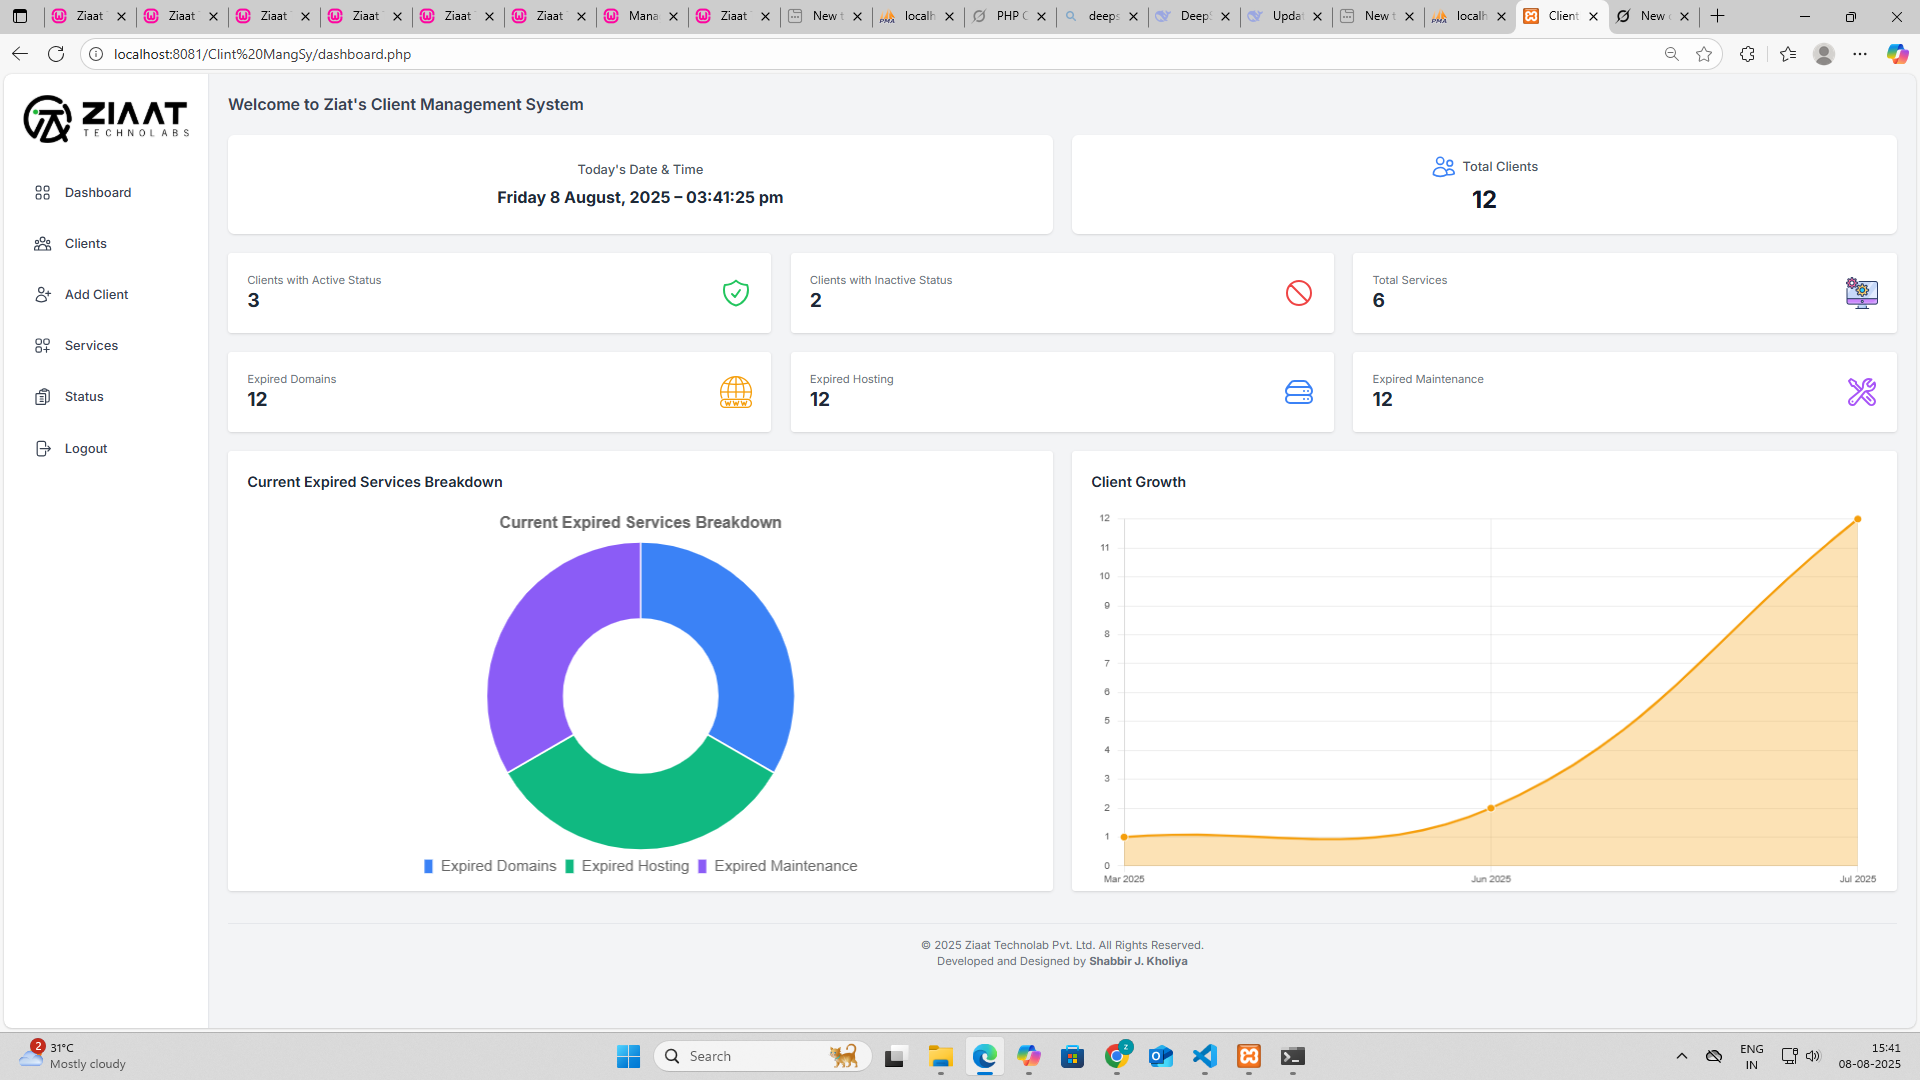 Ziaat
Ziaat
Ziaat
Ziaat
Ziaat
Ziaat
Mana
Ziaat
New t
localh
PHP C
deeps
Deep
Updat
New t
localh
Client
New c
localhost:8081/Clint%20MangSy/dashboard.php
ZIAAT
TECHNOLABS
Dashboard
Clients
Add Client
Services
Status
Logout
Welcome to Ziat's Client Management System
Today's Date & Time
Friday 8 August, 2025 – 03:41:25 pm
Total Clients
12
Clients with Active Status
3
Clients with Inactive Status
2
Total Services
6
Expired Domains
12
WWW
Expired Hosting
12
Expired Maintenance
12
Current Expired Services Breakdown
Current Expired Services Breakdown
Expired Domains Expired Hosting Expired Maintenance
Client Growth
12
11
10
9
8
7
6
5
4
3
2
1
0
Mar 2025 Jun 2025 Jul 2025
© 2025 Ziaat Technolab Pvt. Ltd. All Rights Reserved.
Developed and Designed by Shabbir J. Kholiya
2
31°C
Mostly cloudy
Search
z
ENG
IN
15:41
08-08-2025